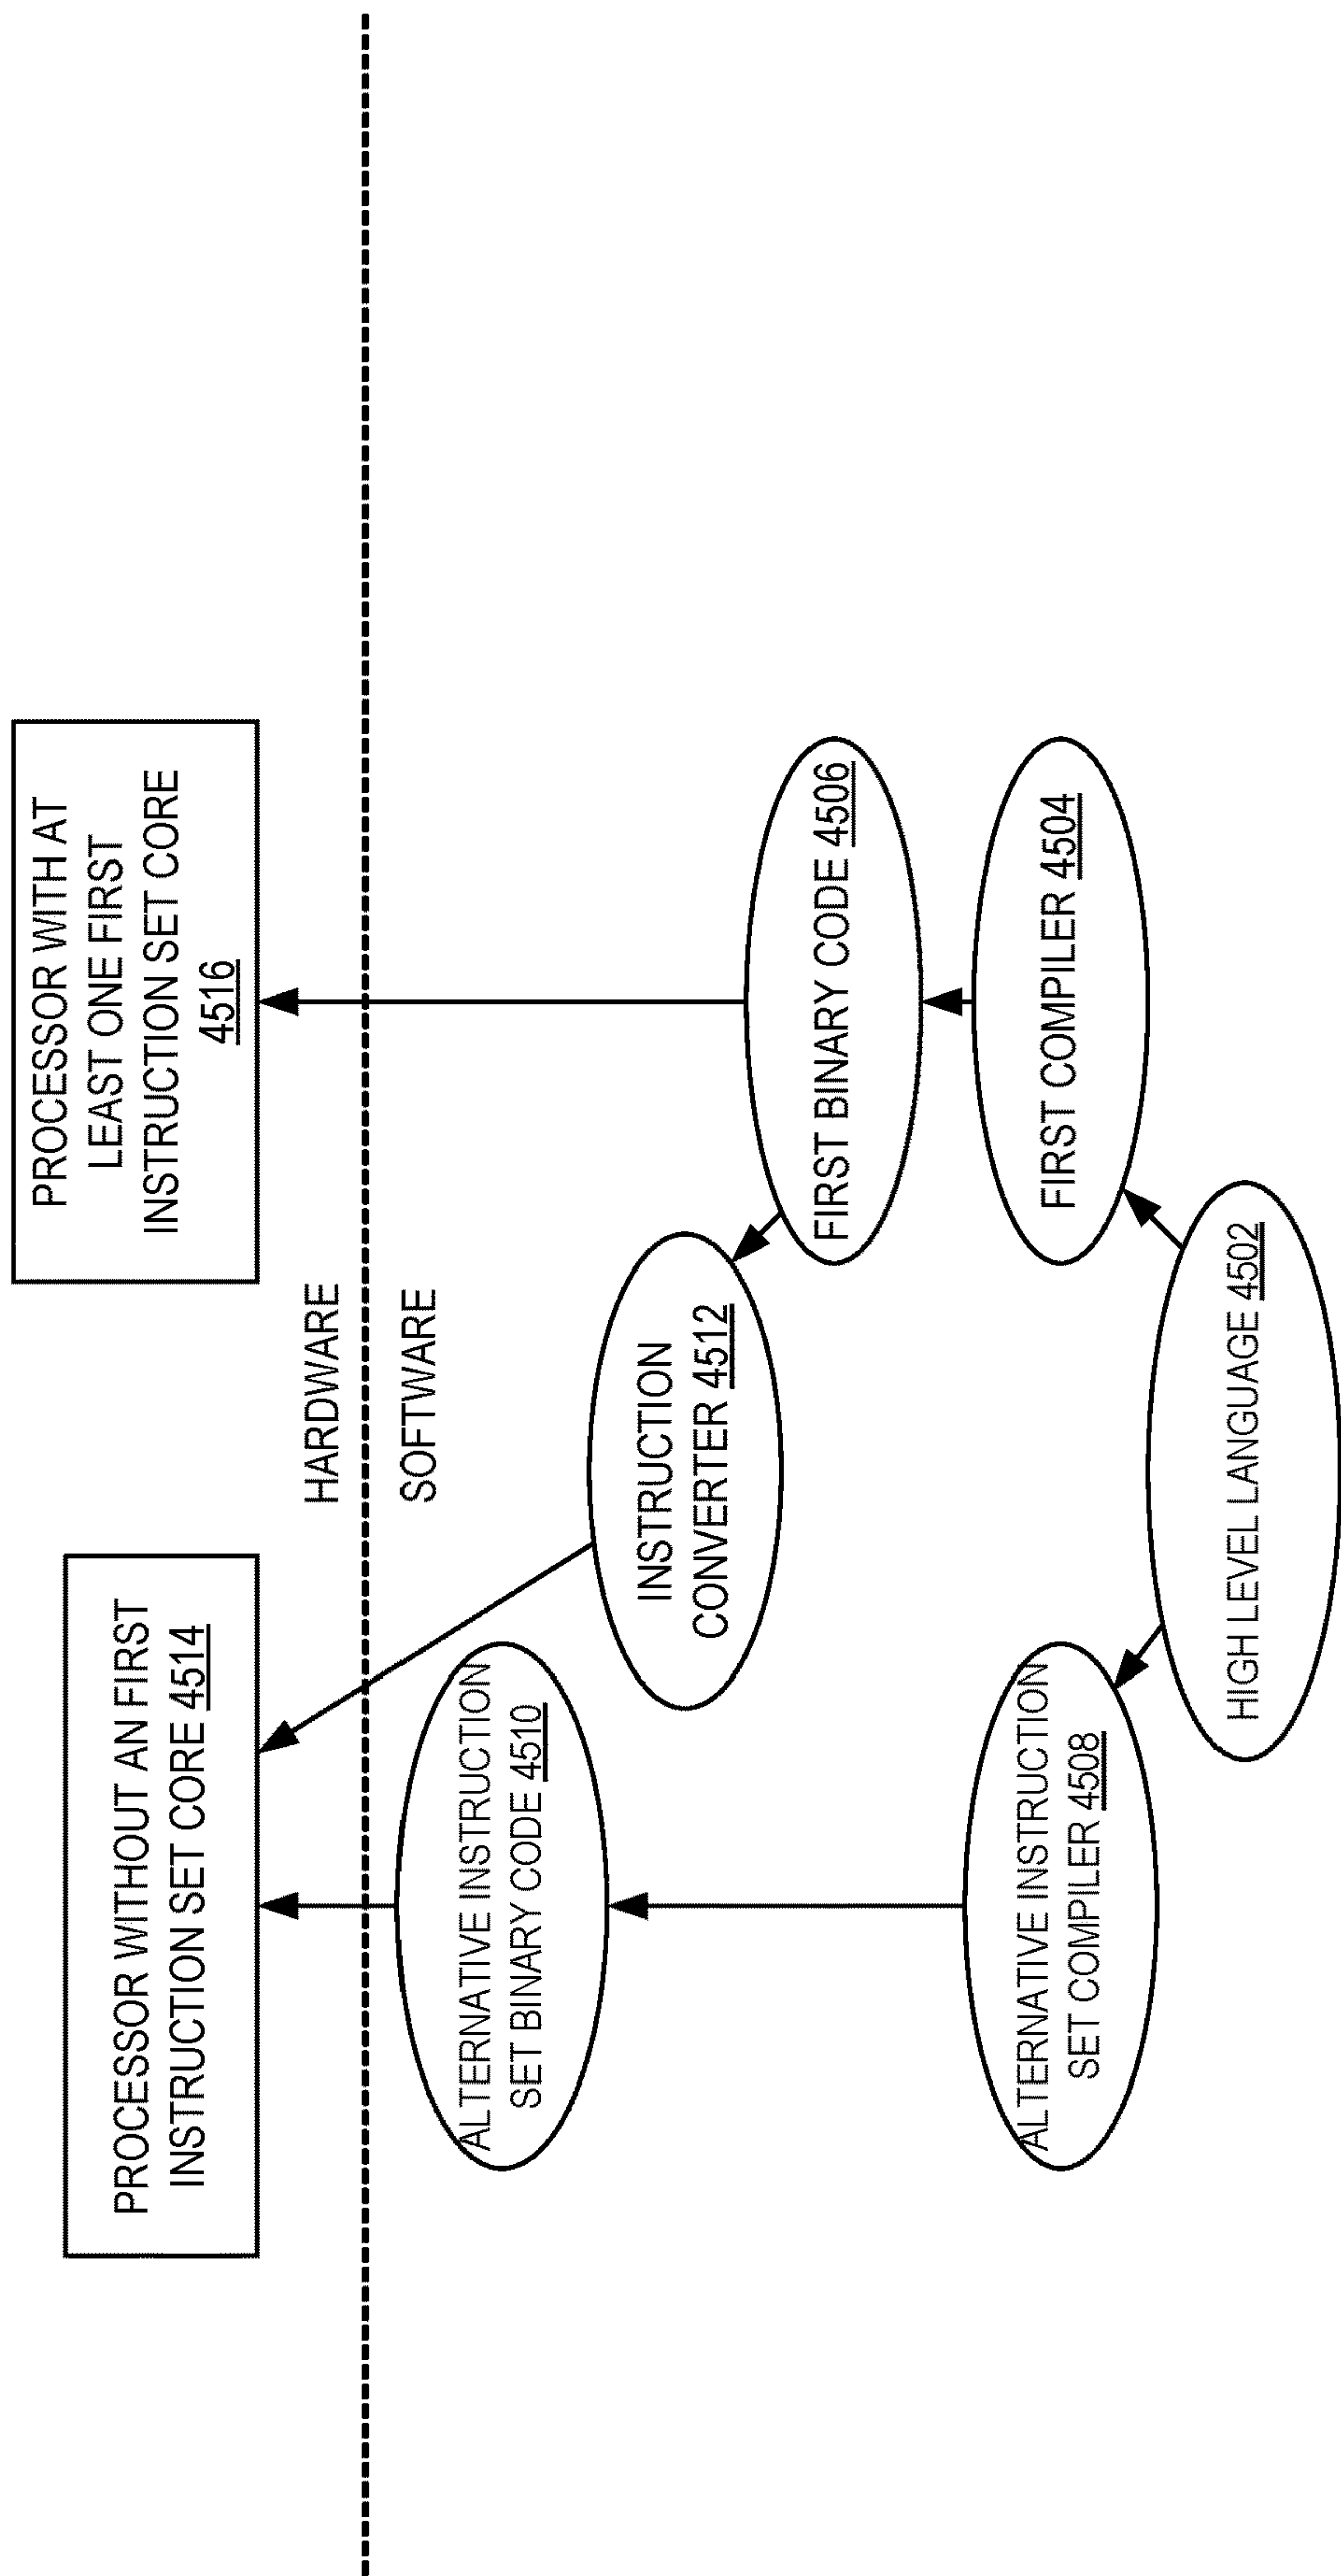 PROCESSOR WITHOUT AN FIRST
INSTRUCTION SET CORE 4514
PROCESSOR WITH AT
LEAST ONE FIRST
INSTRUCTION SET CORE
4516
HARDWARE
SOFTWARE
ALTERNATIVE INSTRUCTION
SET BINARY CODE 4510
INSTRUCTION
CONVERTER 4512
FIRST BINARY CODE 4506
ALTERNATIVE INSTRUCTION
SET COMPILER 4508
FIRST COMPILER 4504
HIGH LEVEL LANGUAGE 4502